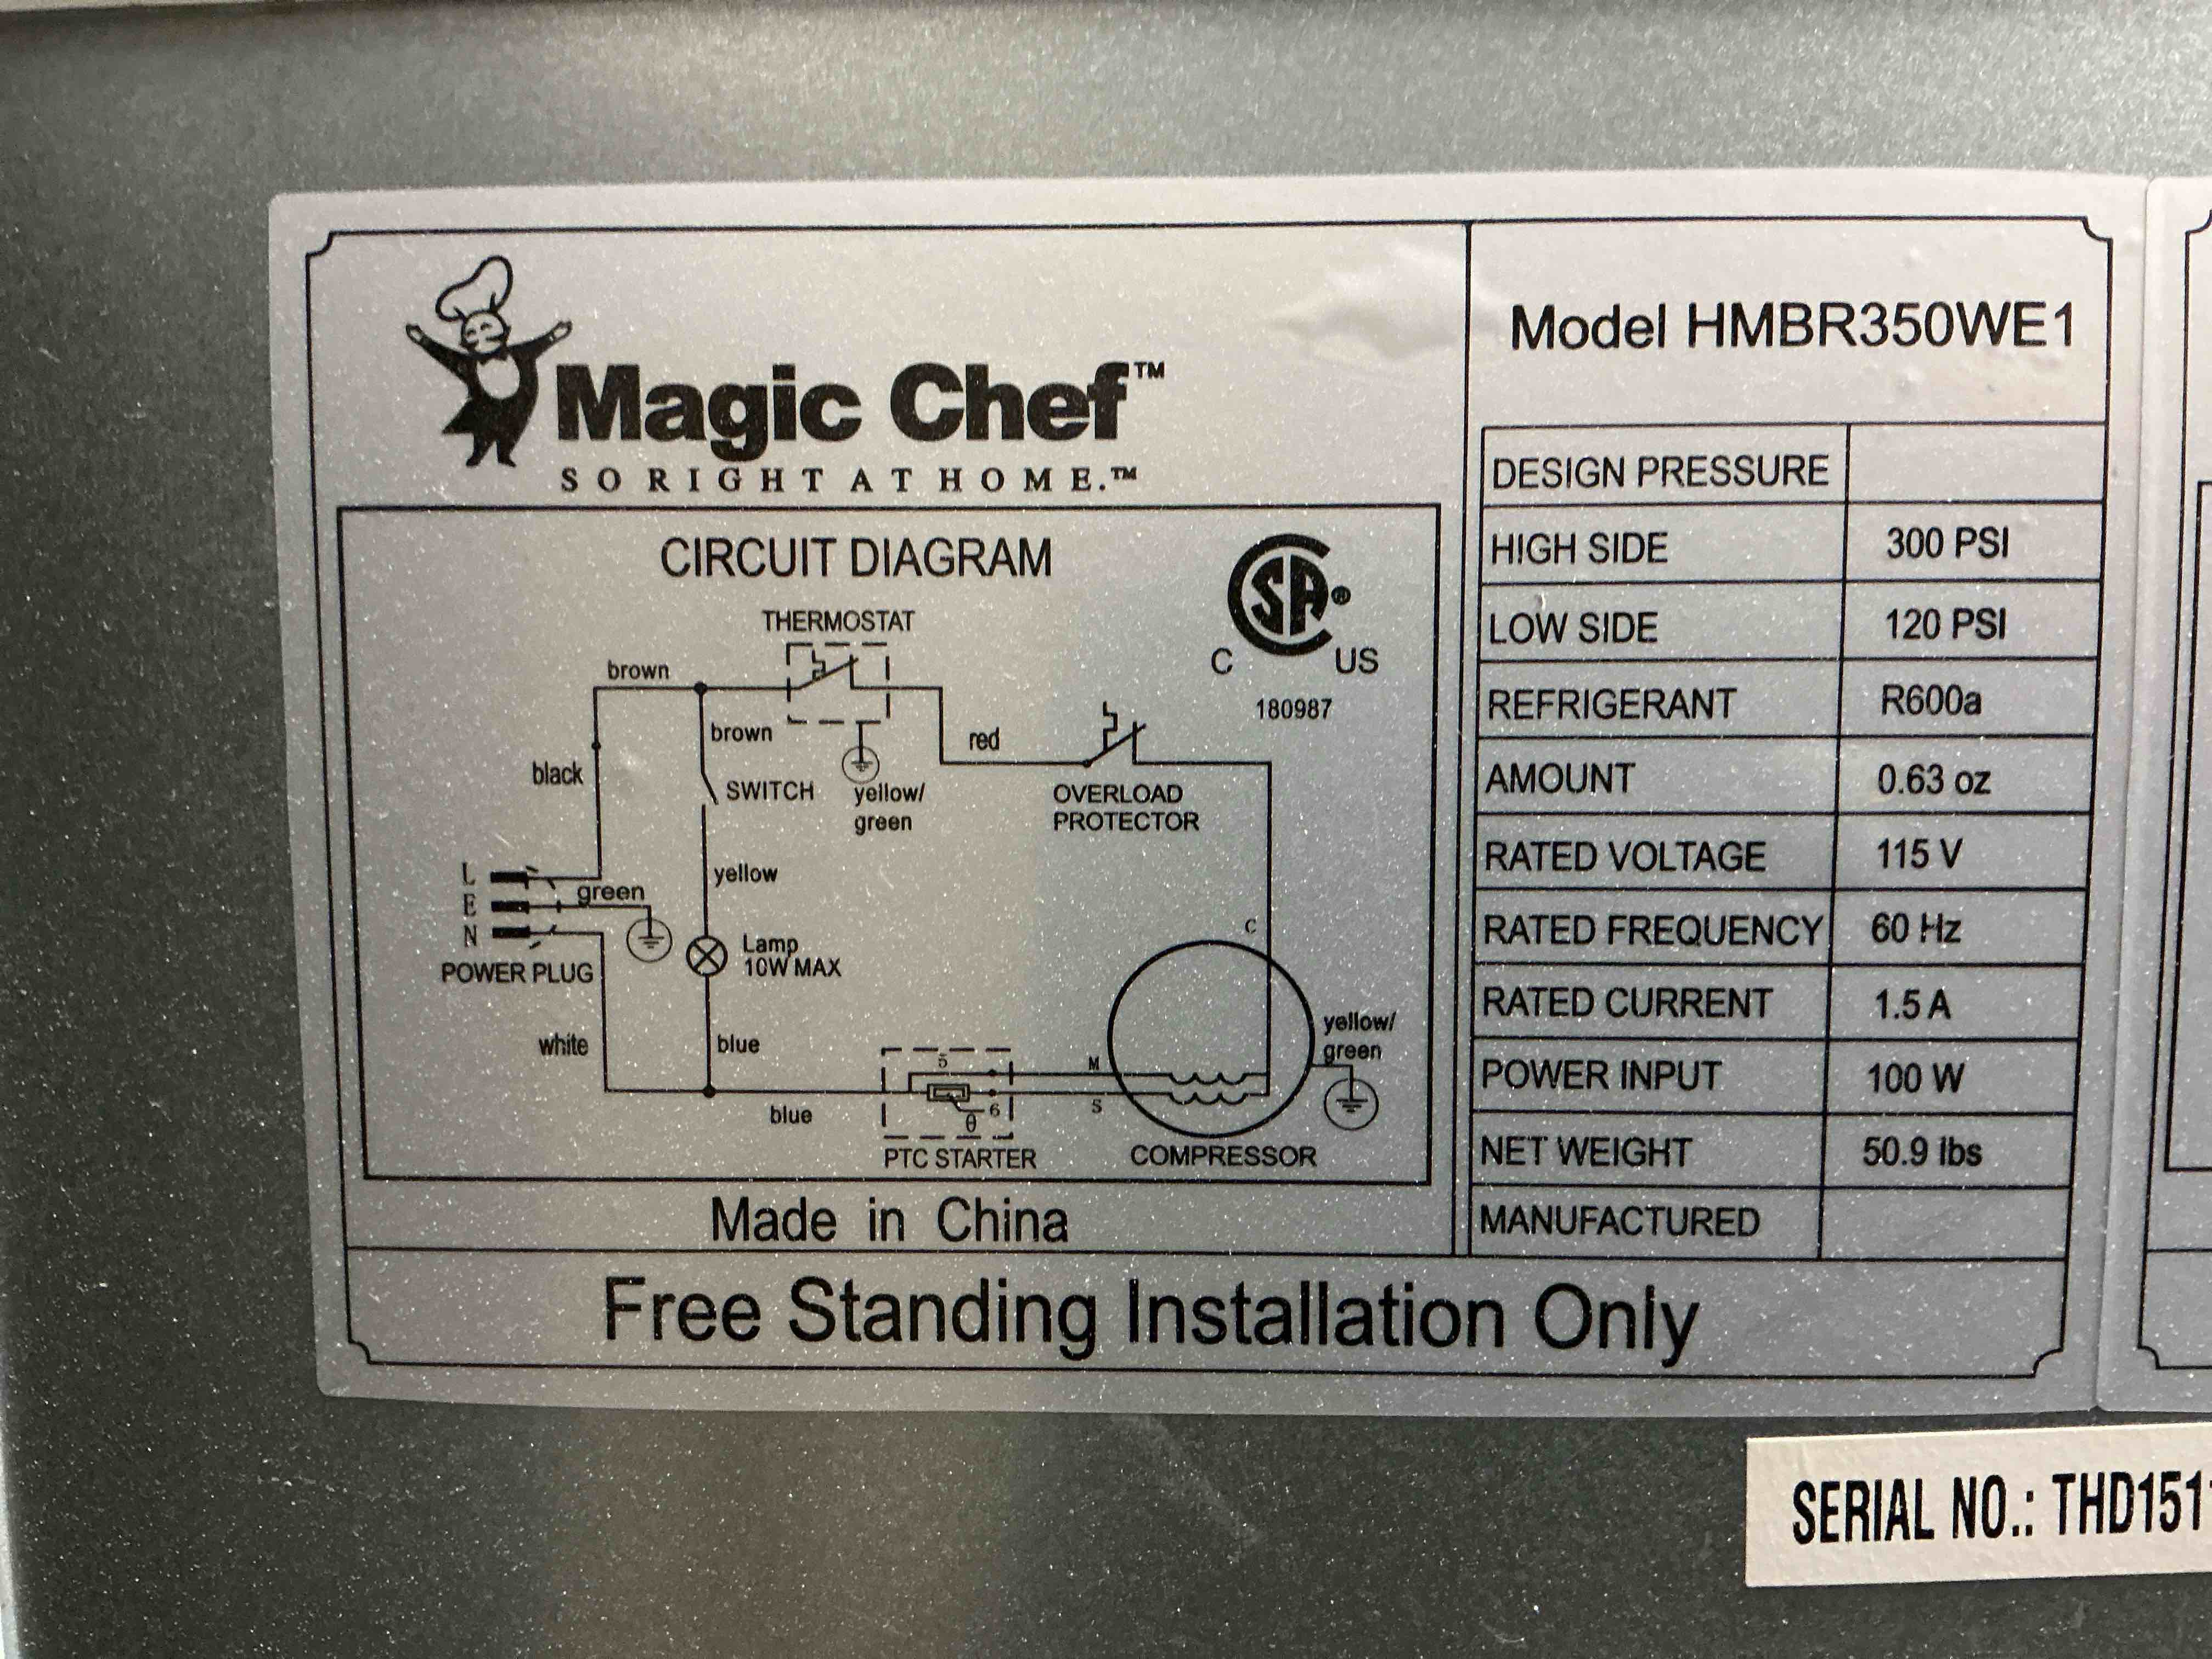 Magic Chef™
SO RIGHT AT HOME.™
CIRCUIT DIAGRAM
SA®
C US
180987
THERMOSTAT
brown
brown
red
black
SWITCH
yellow/
green
OVERLOAD
PROTECTOR
L
green
E
N
POWER PLUG
yellow
Lamp
10W MAX
C
white
blue
5
M
yellow/
green
blue
6
S
θ
PTC STARTER
COMPRESSOR
Made in China
Model HMBR350WE1
DESIGN PRESSURE
HIGH SIDE 300 PSI
LOW SIDE 120 PSI
REFRIGERANT R600a
AMOUNT 0.63 oz
RATED VOLTAGE 115 V
RATED FREQUENCY 60 Hz
RATED CURRENT 1.5 A
POWER INPUT 100 W
NET WEIGHT 50.9 lbs
MANUFACTURED
Free Standing Installation Only
SERIAL NO.: THD151